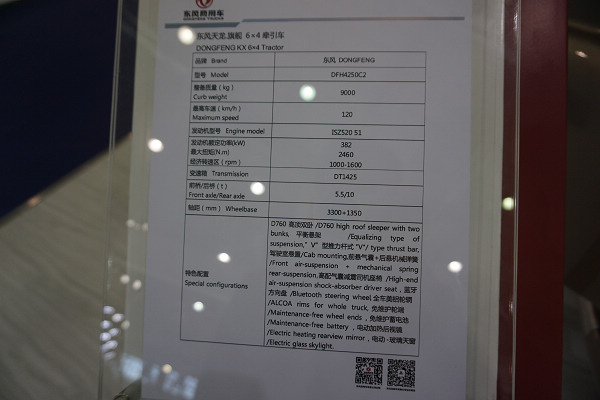 东风商用车
东风天龙.旗舰 6×4 牵引车
DONGFENG KX 6×4 Tractor
品牌 Brand 东风 DONGFENG
型号 Model DFH4250C2
整备质量（kg）
Curb weight 9000
最高车速（km/h）
Maximum speed 120
发动机型号 Engine model ISZ520 51
发动机额定功率(kW) 382
最大扭矩(N.m) 2460
经济转速区（rpm） 1000-1600
变速箱 Transmission DT1425
前桥/后桥（t）
Front axle/Rear axle 5.5/10
轴距（mm）Wheelbase 3300+1350
特色配置
Special configurations
D760 高顶双卧 /D760 high roof sleeper with two
bunks, 平衡悬架 /Equalizing type of
suspension," V" 型推力杆式 "V"/ type thrust bar,
驾驶室悬置/Cab mounting,前悬气囊+后悬机械弹簧
/Front air-suspension + mechanical spring
rear-suspension,高配气囊减震司机座椅 /High-end
air-suspension shock-absorber driver seat，蓝牙
方向盘 /Bluetooth steering wheel,全车美铝轮辋
/ALCOA rims for whole truck, 免维护轮端
/Maintenance-free wheel ends，免维护蓄电池
/Maintenance-free battery，电动加热后视镜
/Electric heating rearview mirror，电动-玻璃天窗
/Electric glass skylight.